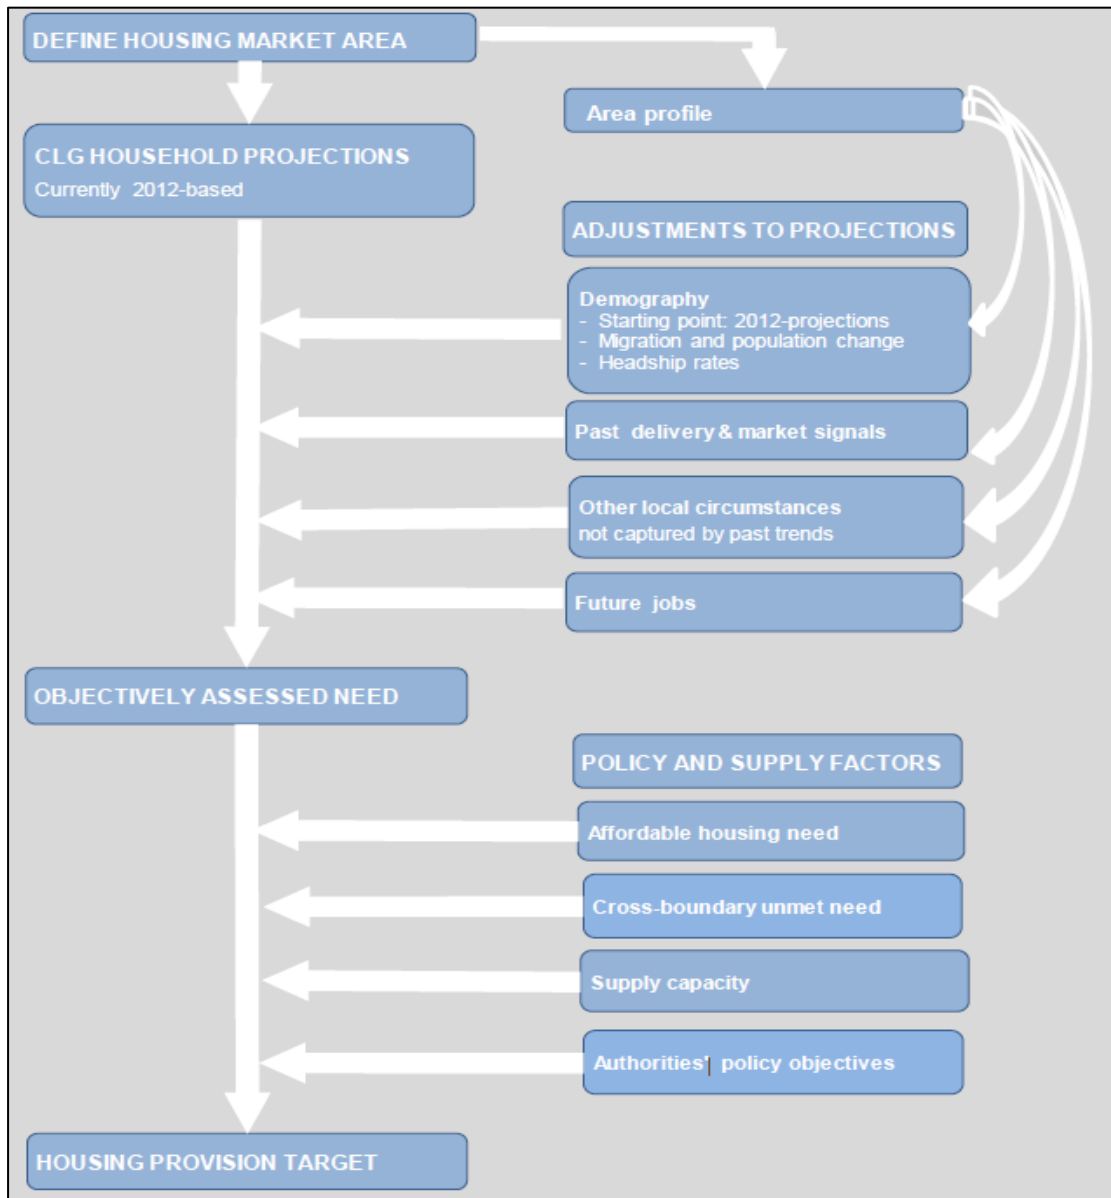 DEFINE HOUSING MARKET AREA
Area profile
CLG HOUSEHOLD PROJECTIONS
Currently 2012-based
ADJUSTMENTS TO PROJECTIONS
Demography
- Starting point: 2012-projections
- Migration and population change
- Headship rates
Past delivery & market signals
Other local circumstances
not captured by past trends
Future jobs
OBJECTIVELY ASSESSED NEED
POLICY AND SUPPLY FACTORS
Affordable housing need
Cross-boundary unmet need
Supply capacity
Authorities' policy objectives
HOUSING PROVISION TARGET